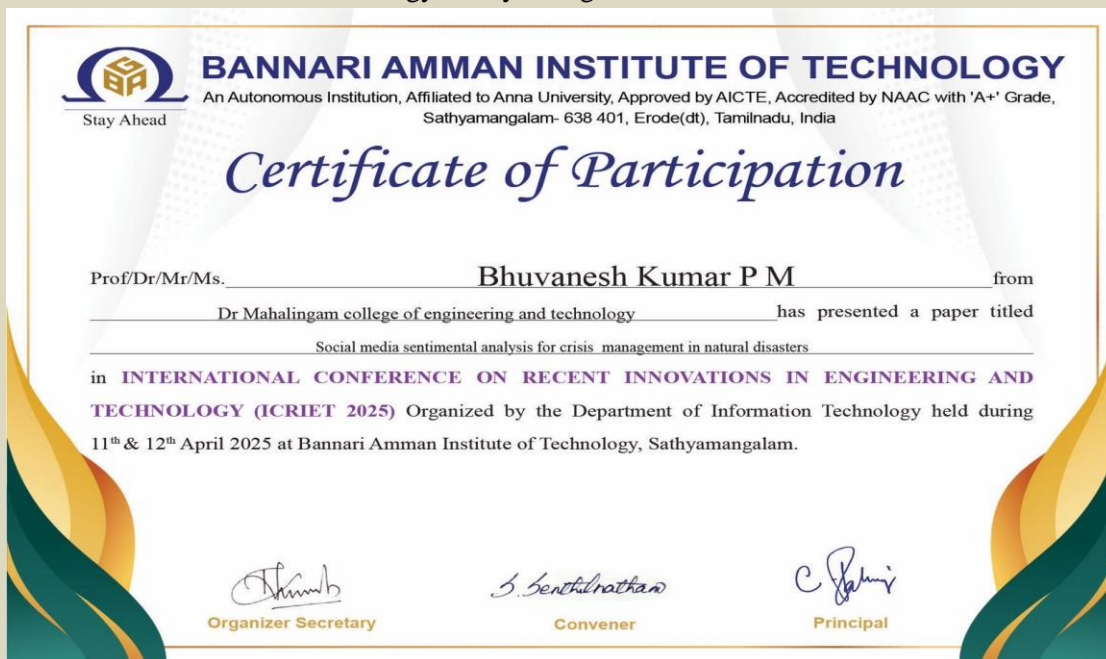 GBA
Stay Ahead
BANNARI AMMAN INSTITUTE OF TECHNOLOGY
An Autonomous Institution, Affiliated to Anna University, Approved by AICTE, Accredited by NAAC with 'A+' Grade,
Sathyamangalam- 638 401, Erode(dt), Tamilnadu, India
Certificate of Participation
Prof/Dr/Mr/Ms. Bhuvanesh Kumar P M from
Dr Mahalingam college of engineering and technology has presented a paper titled
Social media sentimental analysis for crisis management in natural disasters
in INTERNATIONAL CONFERENCE ON RECENT INNOVATIONS IN ENGINEERING AND
TECHNOLOGY (ICRIET 2025) Organized by the Department of Information Technology held during
11th & 12th April 2025 at Bannari Amman Institute of Technology, Sathyamangalam.
S. Senthilnathan
Organizer Secretary Convener Principal